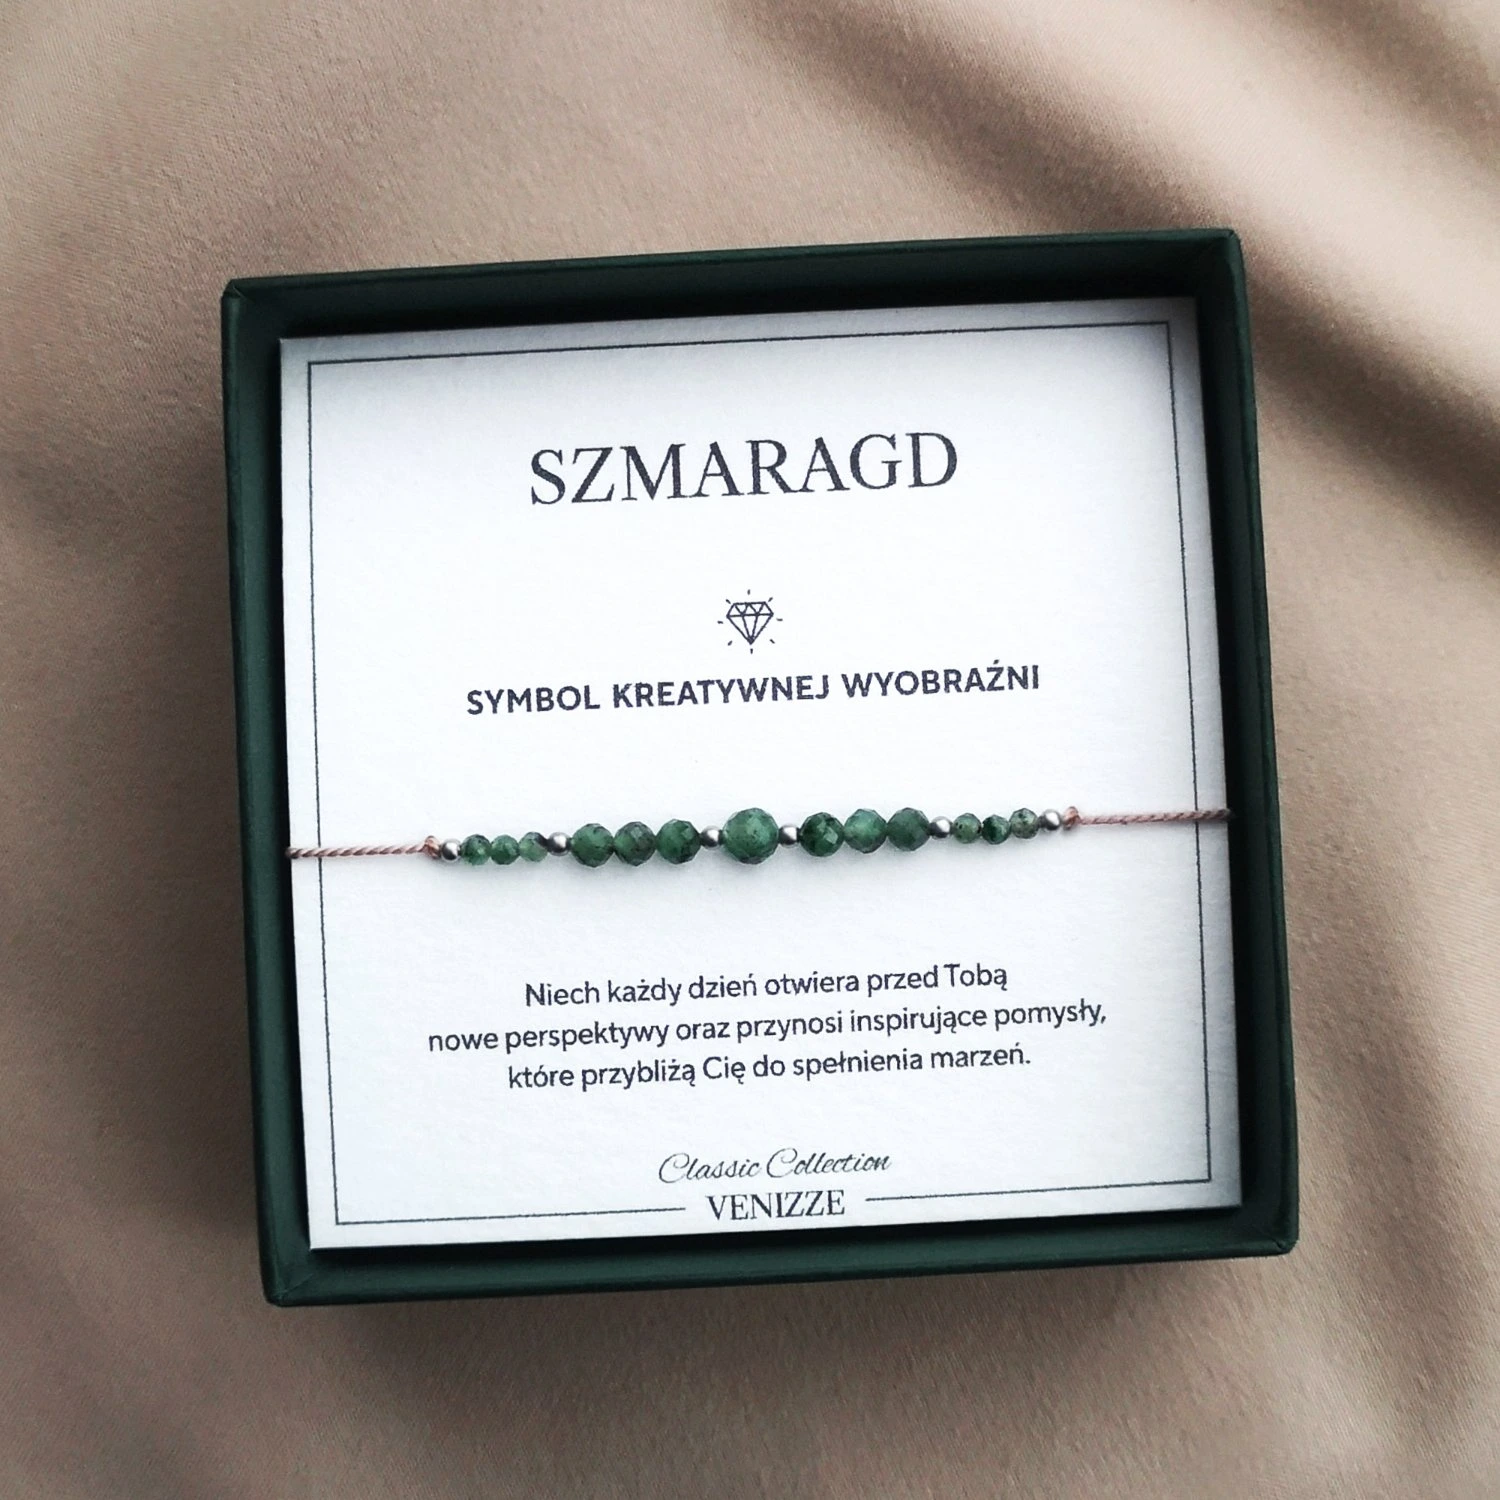 SZMARAGD
SYMBOL KREATYWNEJ WYOBRAŹNI
Niech każdy dzień otwiera przed Tobą
nowe perspektywy oraz przynosi inspirujące pomysły,
które przybliżą Cię do spełnienia marzeń.
Classic Collection
VENIZZE